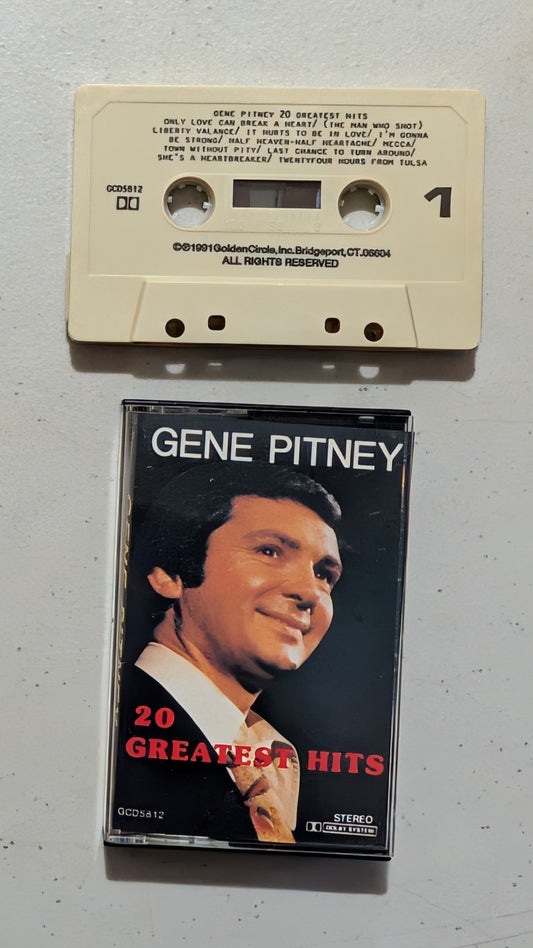 GENE PITNEY 20 GREATEST HITS
ONLY LOVE CAN BREAK A HEART/ (THE MAN WHO SHOT)
LIBERTY VALANCE/ IT HURTS TO BE IN LOVE/ I'M GONNA
BE STRONG/ HALF HEAVEN-HALF HEARTACHE/ MECCA/
TOWN WITHOUT PITY/ LAST CHANCE TO TURN AROUND/
SHE'S A HEARTBREAKER/ TWENTYFOUR HOURS FROM TULSA
GCD5812
1
©℗1991 GoldenCircle, Inc. Bridgeport, CT. 06604
ALL RIGHTS RESERVED
GENE PITNEY
20
GREATEST HITS
GCD5812
STEREO
DOLBY SYSTEM